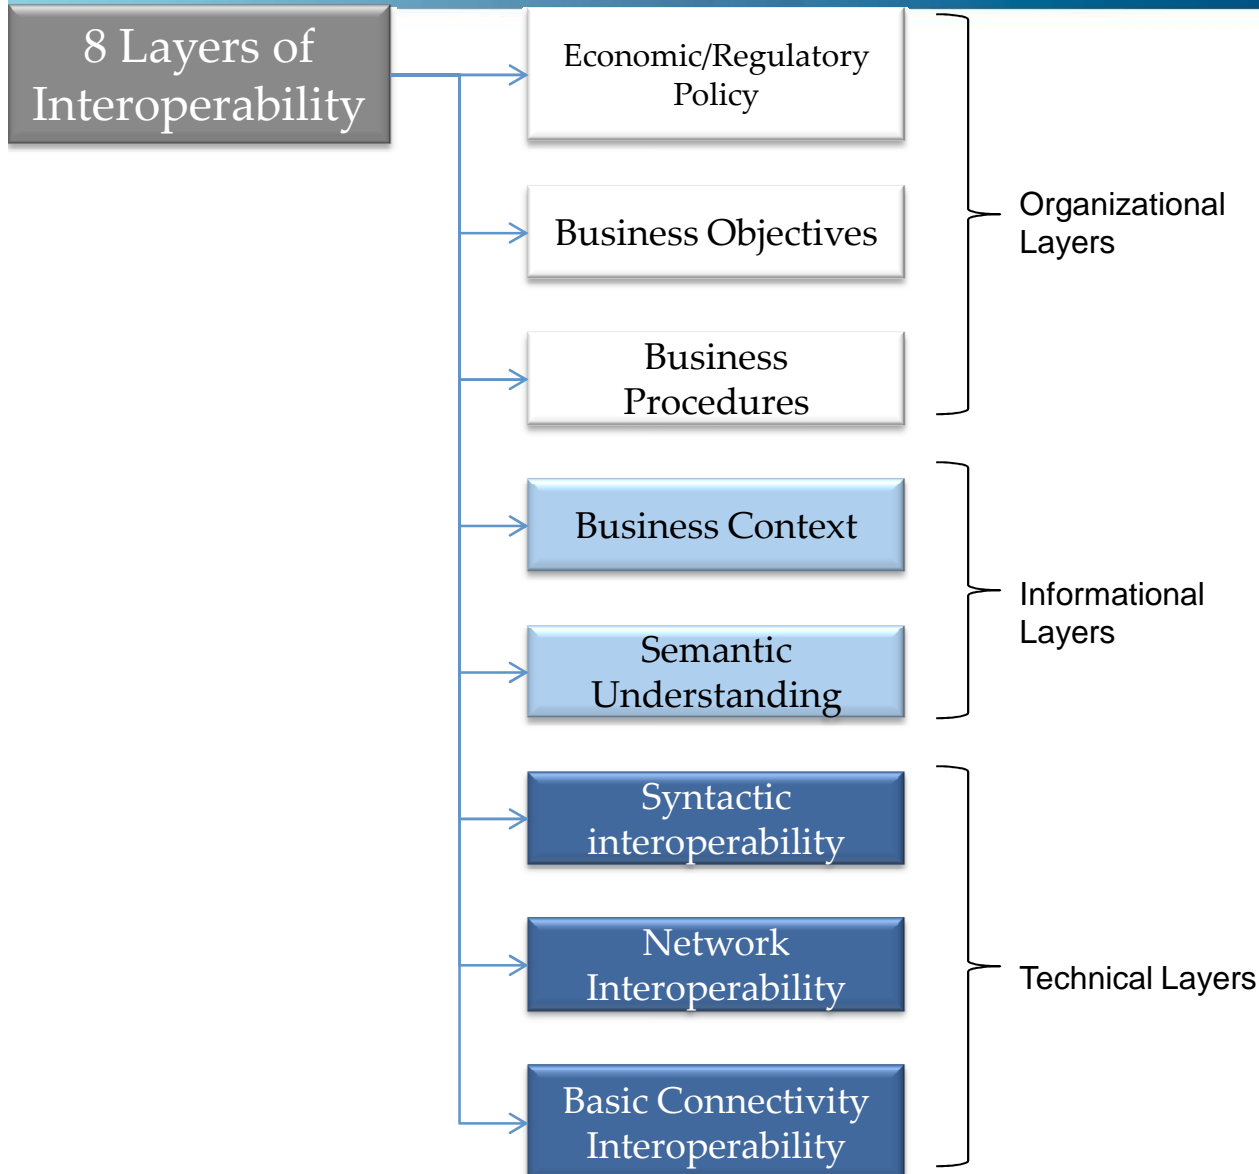 8 Layers of
Interoperability
Economic/Regulatory
Policy
Business Objectives
Business
Procedures
Organizational
Layers
Business Context
Semantic
Understanding
Informational
Layers
Syntactic
interoperability
Network
Interoperability
Basic Connectivity
Interoperability
Technical Layers